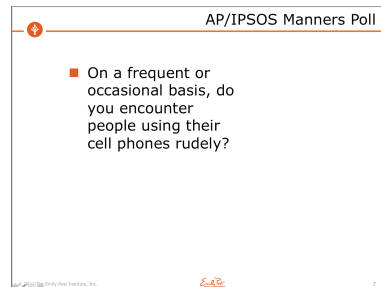 AP/IPSOS Manners Poll
On a frequent or
occasional basis, do
you encounter
people using their
cell phones rudely?
The Emily Post Institute, Inc.
7